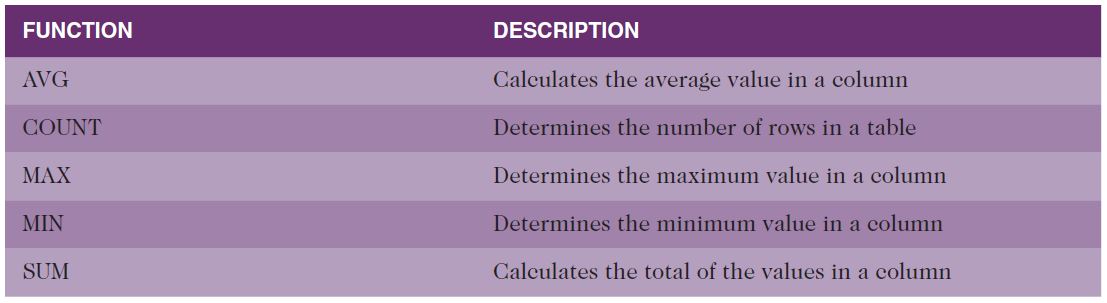 FUNCTION DESCRIPTION
AVG Calculates the average value in a column
COUNT Determines the number of rows in a table
MAX Determines the maximum value in a column
MIN Determines the minimum value in a column
SUM Calculates the total of the values in a column